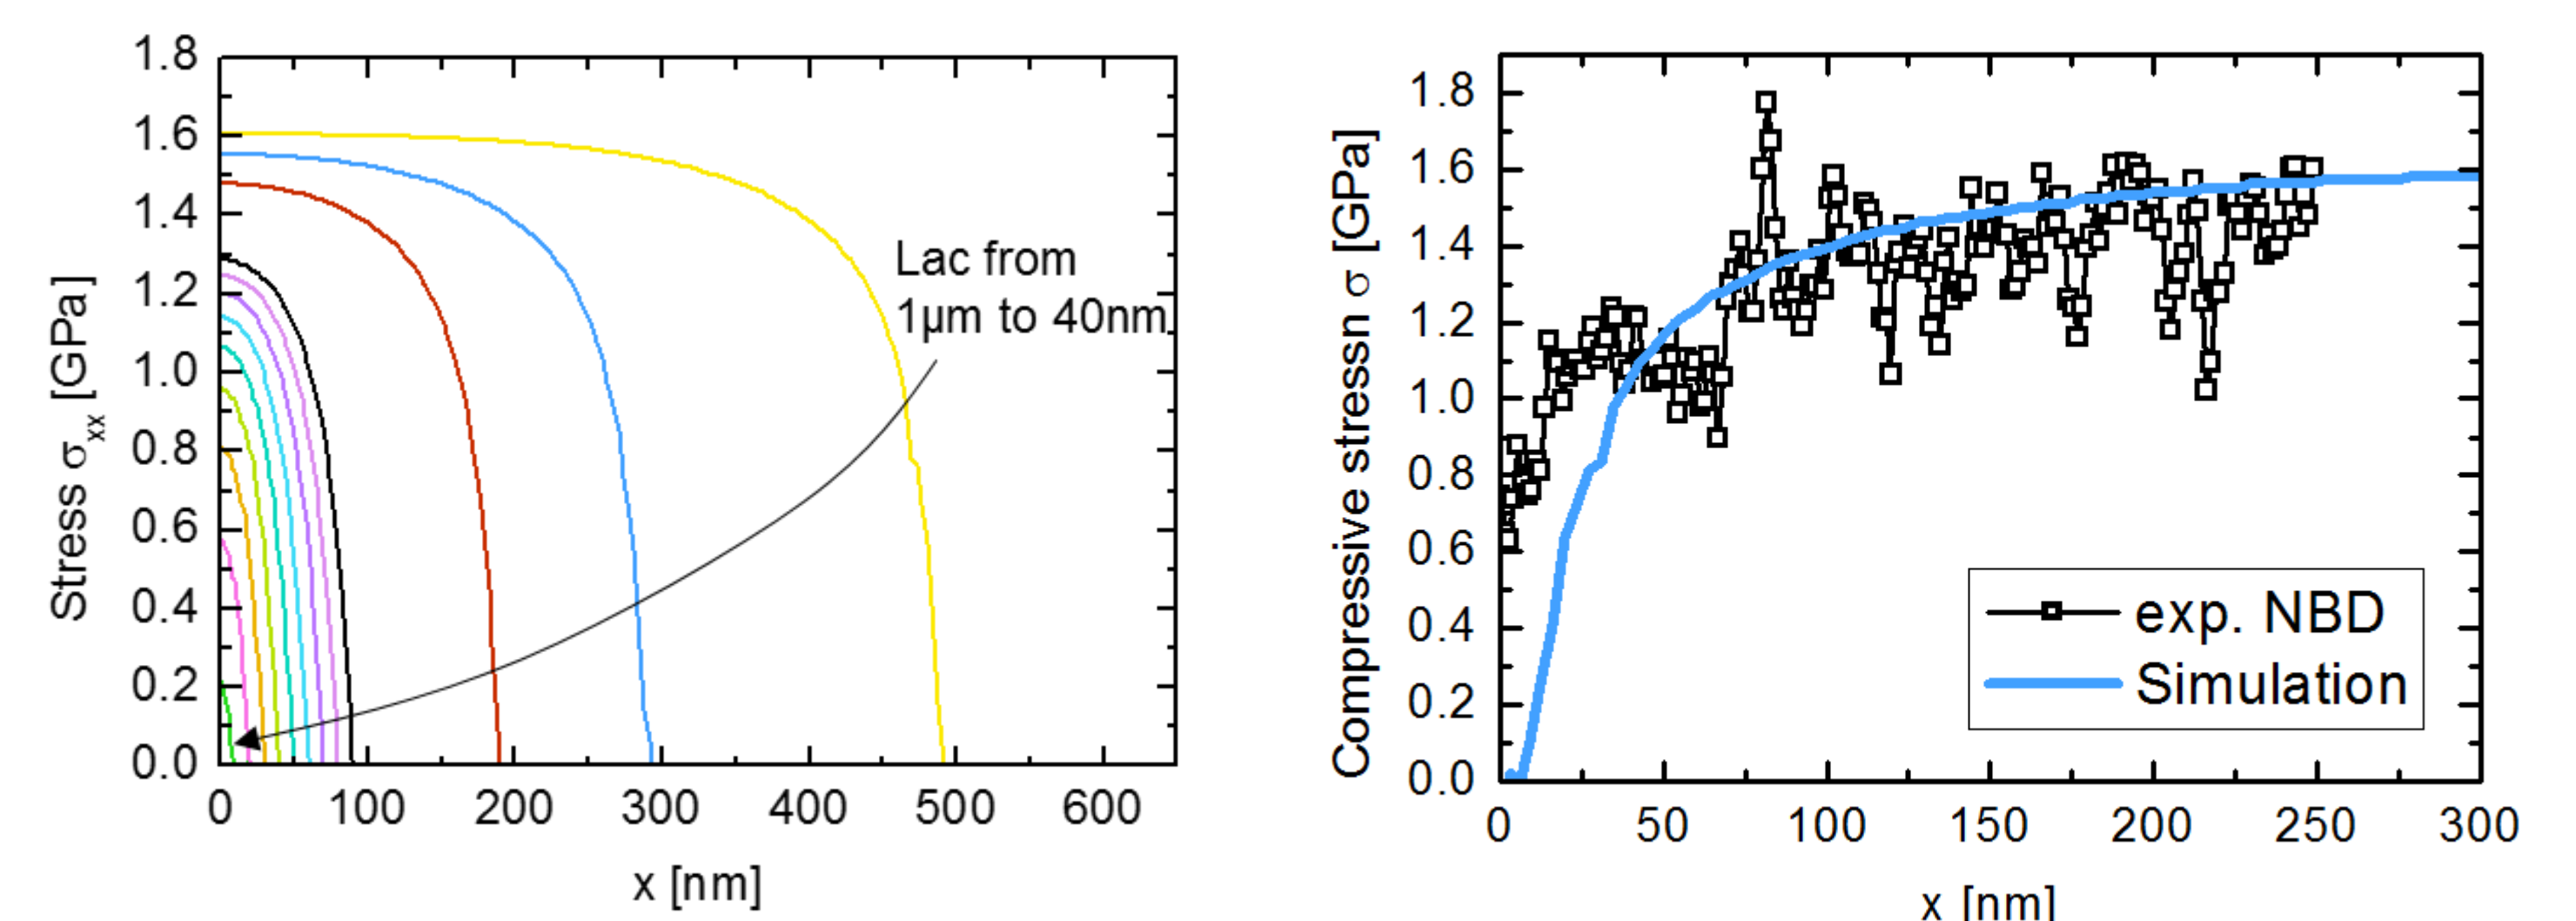 1.8
1.6
1.4
1.2
1.0
0.8
0.6
0.4
0.2
0.0
0 100 200 300 400 500 600
Stress σxx [GPa]
x [nm]
Lac from
1µm to 40nm
1.8
1.6
1.4
1.2
1.0
0.8
0.6
0.4
0.2
0.0
0 50 100 150 200 250 300
Compressive stressn σ [GPa]
x [nm]
exp. NBD
Simulation